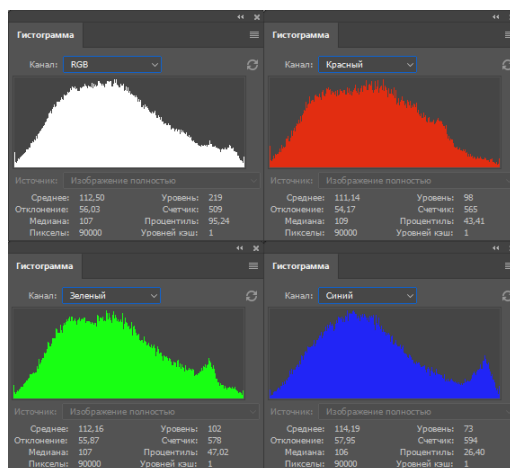 Гистограмма
Канал: RGB
Источник: Изображение полностью
Среднее: 112,50 Уровень: 219
Отклонение: 56,03 Счетчик: 509
Медиана: 107 Процентиль: 95,24
Пикселы: 90000 Уровней кэш: 1
Гистограмма
Канал: Красный
Источник: Изображение полностью
Среднее: 111,14 Уровень: 98
Отклонение: 54,17 Счетчик: 565
Медиана: 109 Процентиль: 43,41
Пикселы: 90000 Уровней кэш: 1
Гистограмма
Канал: Зеленый
Источник: Изображение полностью
Среднее: 112,16 Уровень: 102
Отклонение: 55,87 Счетчик: 578
Медиана: 107 Процентиль: 47,02
Пикселы: 90000 Уровней кэш: 1
Гистограмма
Канал: Синий
Источник: Изображение полностью
Среднее: 114,19 Уровень: 73
Отклонение: 57,95 Счетчик: 594
Медиана: 106 Процентиль: 26,40
Пикселы: 90000 Уровней кэш: 1